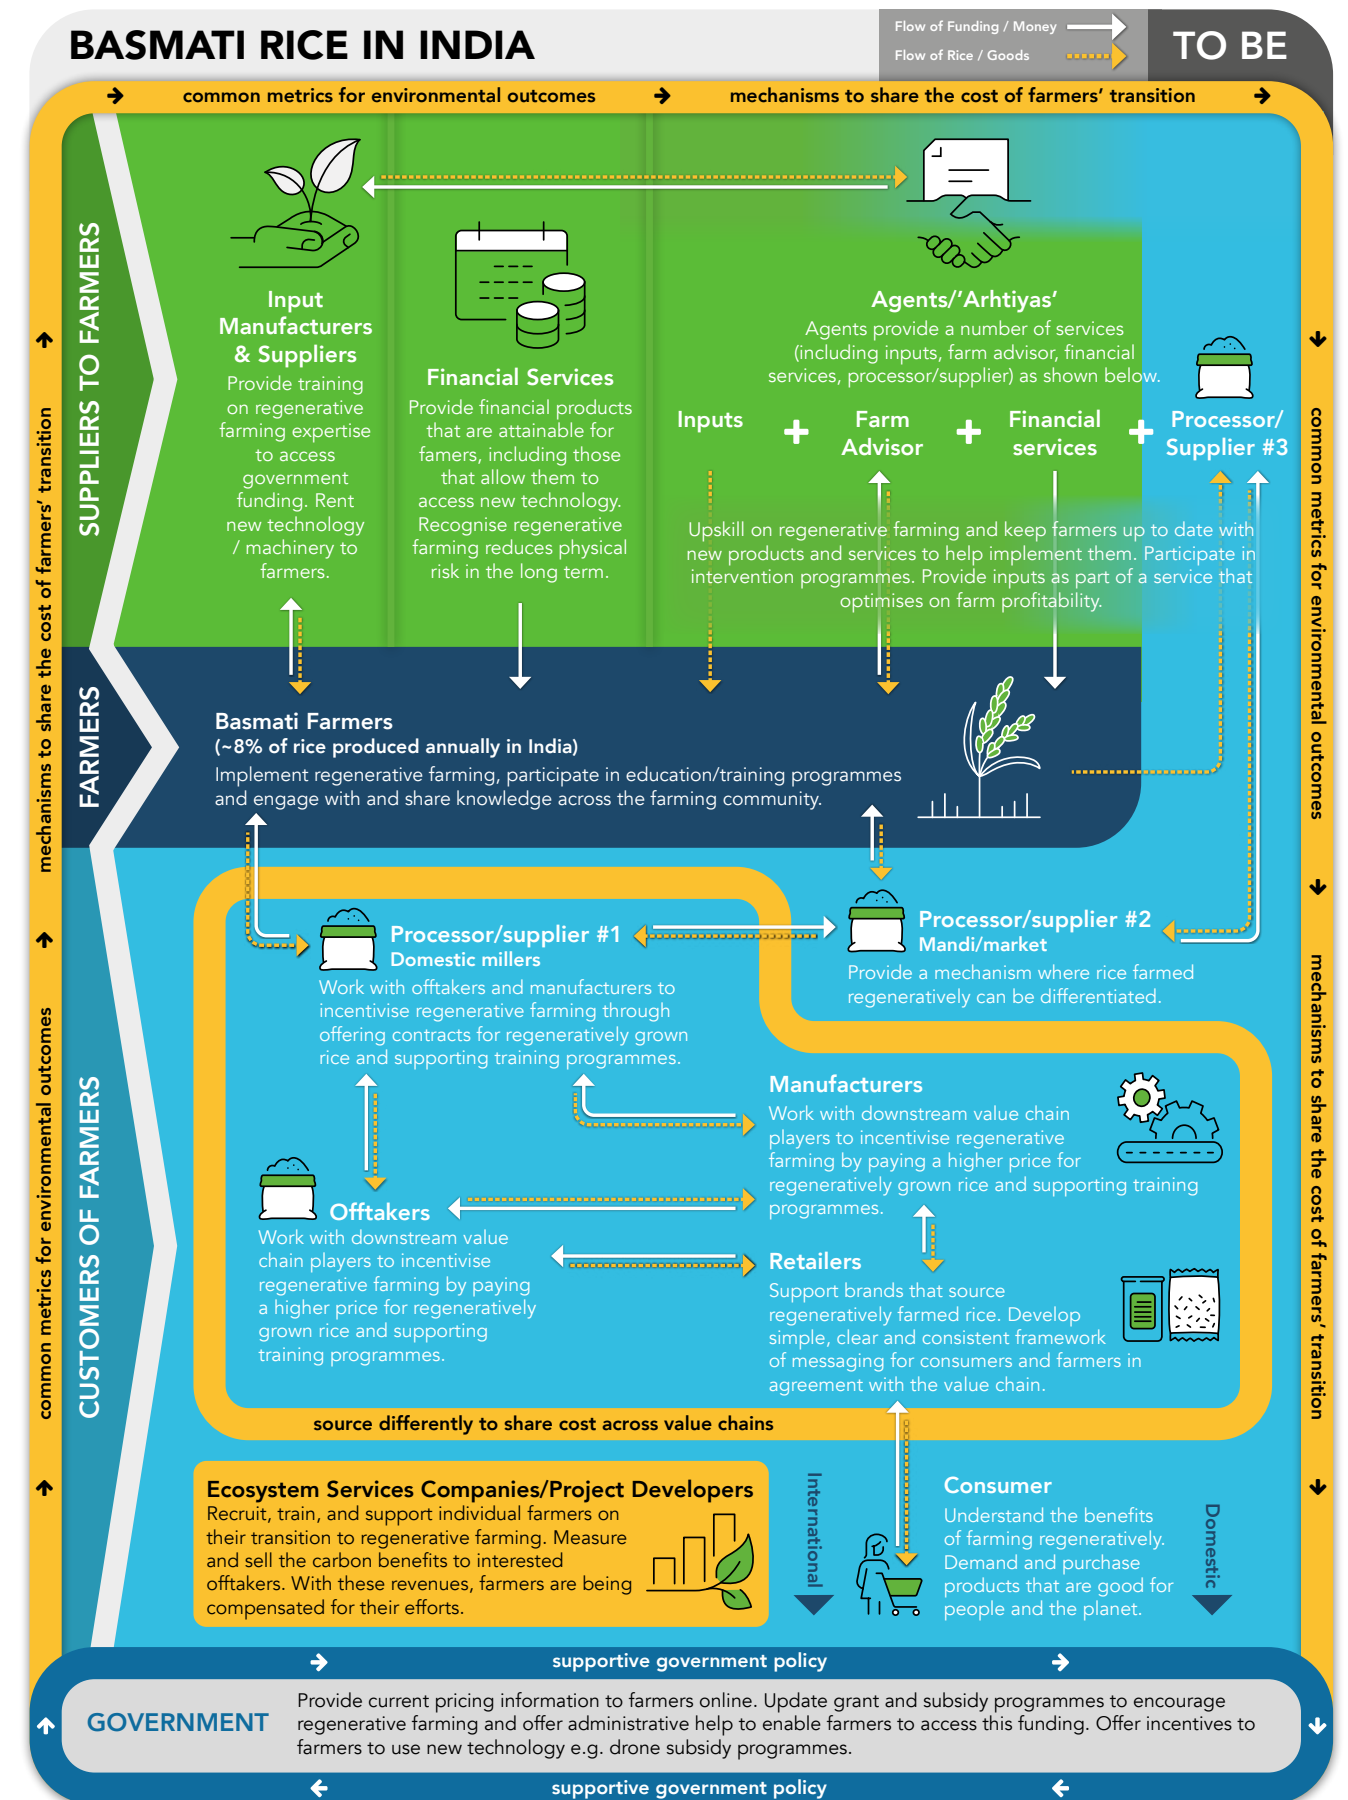 BASMATI RICE IN INDIA
Flow of Funding / Money
Flow of Rice / Goods
TO BE
common metrics for environmental outcomes
mechanisms to share the cost of farmers' transition
SUPPLIERS TO FARMERS
Input
Manufacturers
& Suppliers
Provide training
on regenerative
farming expertise
to access
government
funding. Rent
new technology
/ machinery to
farmers.
Financial Services
Provide financial products
that are attainable for
famers, including those
that allow them to
access new technology.
Recognise regenerative
farming reduces physical
risk in the long term.
Agents/'Arhtiyas'
Agents provide a number of services
(including inputs, farm advisor, financial
services, processor/supplier) as shown below.
Inputs
+
Farm
Advisor
+
Financial
services
+
Processor/
Supplier #3
Upskill on regenerative farming and keep farmers up to date with
new products and services to help implement them. Participate in
intervention programmes. Provide inputs as part of a service that
optimises on farm profitability.
FARMERS
Basmati Farmers
(~8% of rice produced annually in India)
Implement regenerative farming, participate in education/training programmes
and engage with and share knowledge across the farming community.
CUSTOMERS OF FARMERS
Processor/supplier #1
Domestic millers
Work with offtakers and manufacturers to
incentivise regenerative farming through
offering contracts for regeneratively grown
rice and supporting training programmes.
Processor/supplier #2
Mandi/market
Provide a mechanism where rice farmed
regeneratively can be differentiated.
Manufacturers
Work with downstream value chain
players to incentivise regenerative
farming by paying a higher price for
regeneratively grown rice and supporting training
programmes.
Offtakers
Work with downstream value
chain players to incentivise
regenerative farming by paying
a higher price for regeneratively
grown rice and supporting
training programmes.
Retailers
Support brands that source
regeneratively farmed rice. Develop
simple, clear and consistent framework
of messaging for consumers and farmers in
agreement with the value chain.
source differently to share cost across value chains
Ecosystem Services Companies/Project Developers
Recruit, train, and support individual farmers on
their transition to regenerative farming. Measure
and sell the carbon benefits to interested
offtakers. With these revenues, farmers are being
compensated for their efforts.
International
Consumer
Understand the benefits
of farming regeneratively.
Demand and purchase
products that are good for
people and the planet.
Domestic
mechanisms to share the cost of farmers' transition
common metrics for environmental outcomes
common metrics for environmental outcomes
mechanisms to share the cost of farmers' transition
supportive government policy
GOVERNMENT
Provide current pricing information to farmers online. Update grant and subsidy programmes to encourage
regenerative farming and offer administrative help to enable farmers to access this funding. Offer incentives to
farmers to use new technology e.g. drone subsidy programmes.
supportive government policy